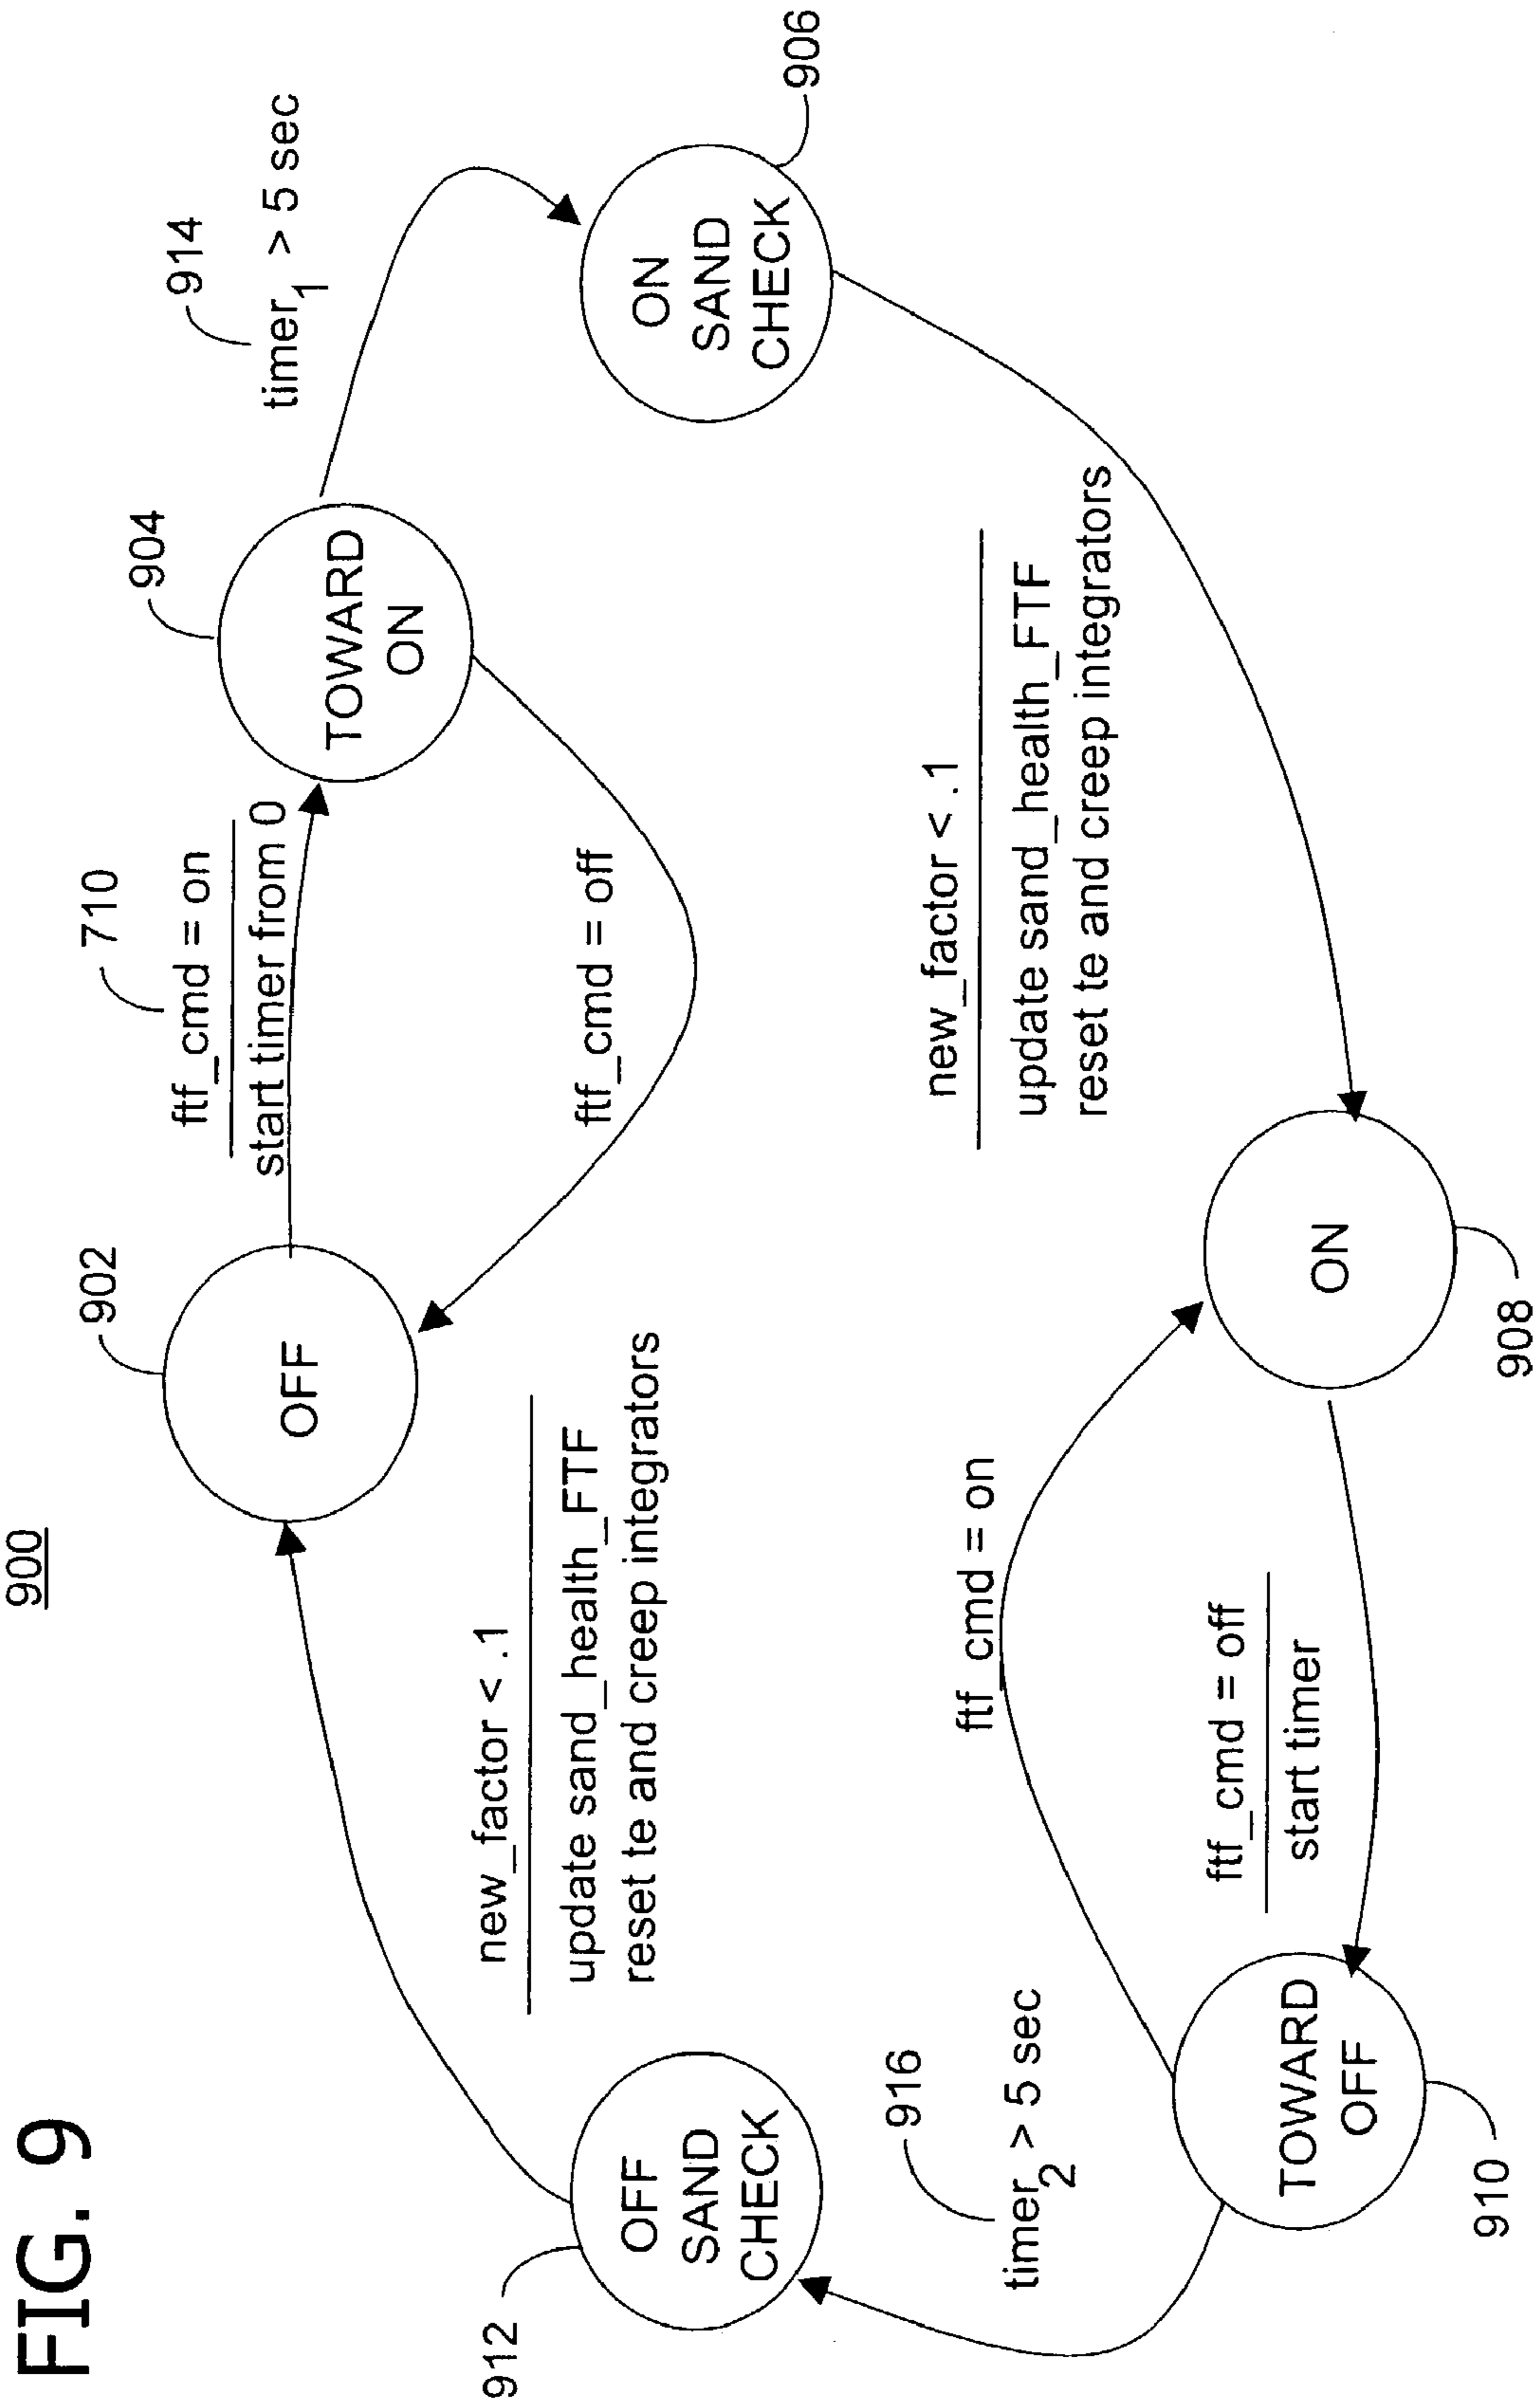 FIG. 9
900
902
OFF
710
ftf_cmd = on
start timer from 0
904
TOWARD
ON
914
timer1 > 5 sec
ON
SAND
CHECK
906
ftf_cmd = off
new_factor < .1
update sand_health_FTF
reset te and creep integrators
ON
908
ftf_cmd = on
ftf_cmd = off
start timer
TOWARD
OFF
910
916
timer2 > 5 sec
OFF
SAND
CHECK
912
new_factor < .1
update sand_health_FTF
reset te and creep integrators